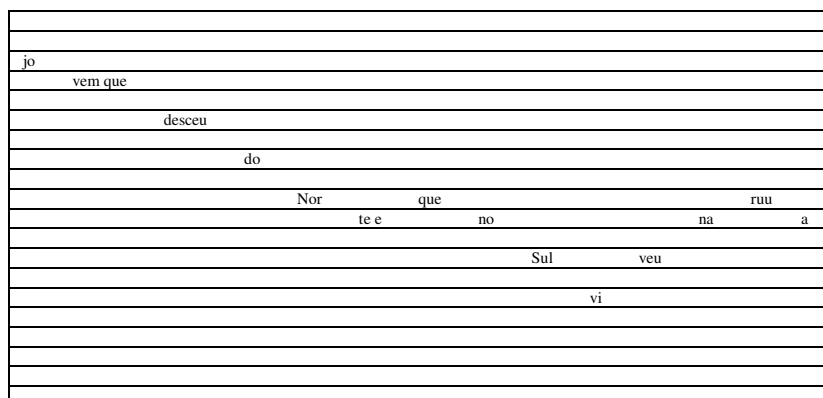 jo
vem que
desceu
do
Nor que ruu
te e no na a
Sul veu
vi